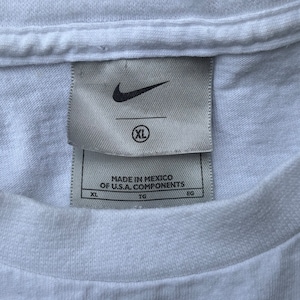 XL
MADE IN MEXICO
OF U.S.A. COMPONENTS
XL TG EG